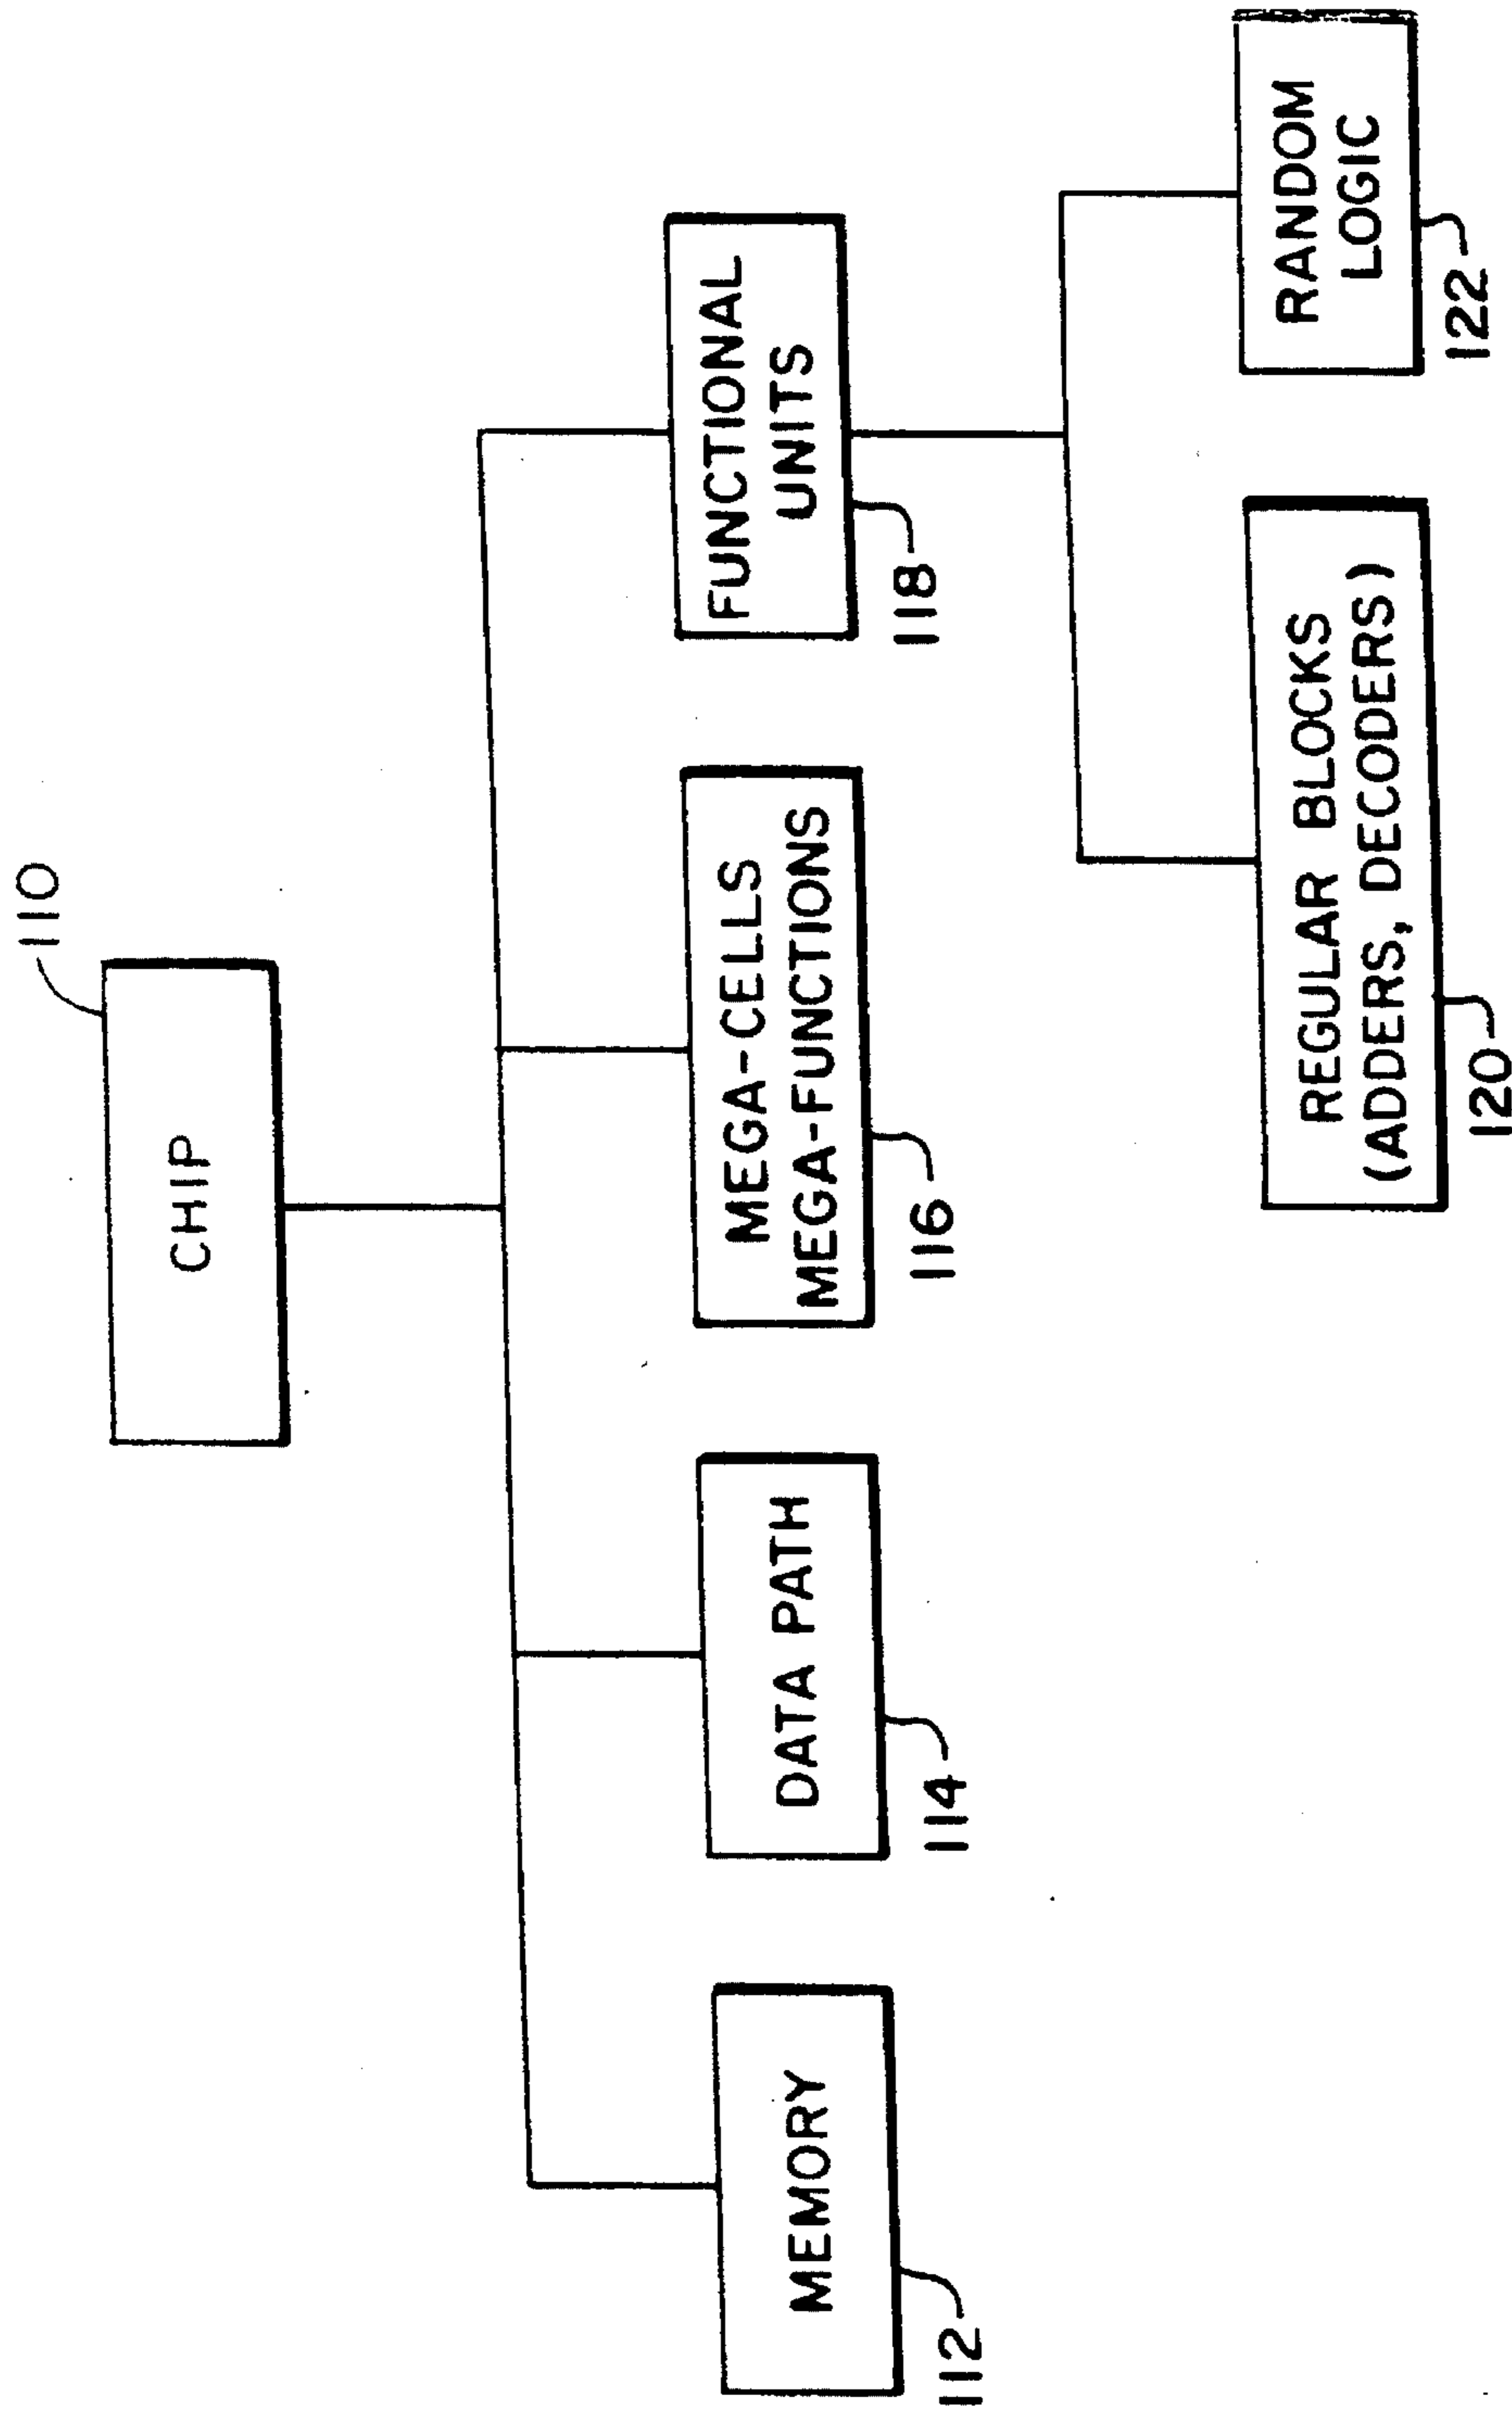 110
CHIP
MEMORY
112
DATA PATH
114
MEGA-CELLS
MEGA-FUNCTIONS
116
FUNCTIONAL
UNITS
118
REGULAR BLOCKS
(ADDERS, DECODERS)
120
RANDOM
LOGIC
122